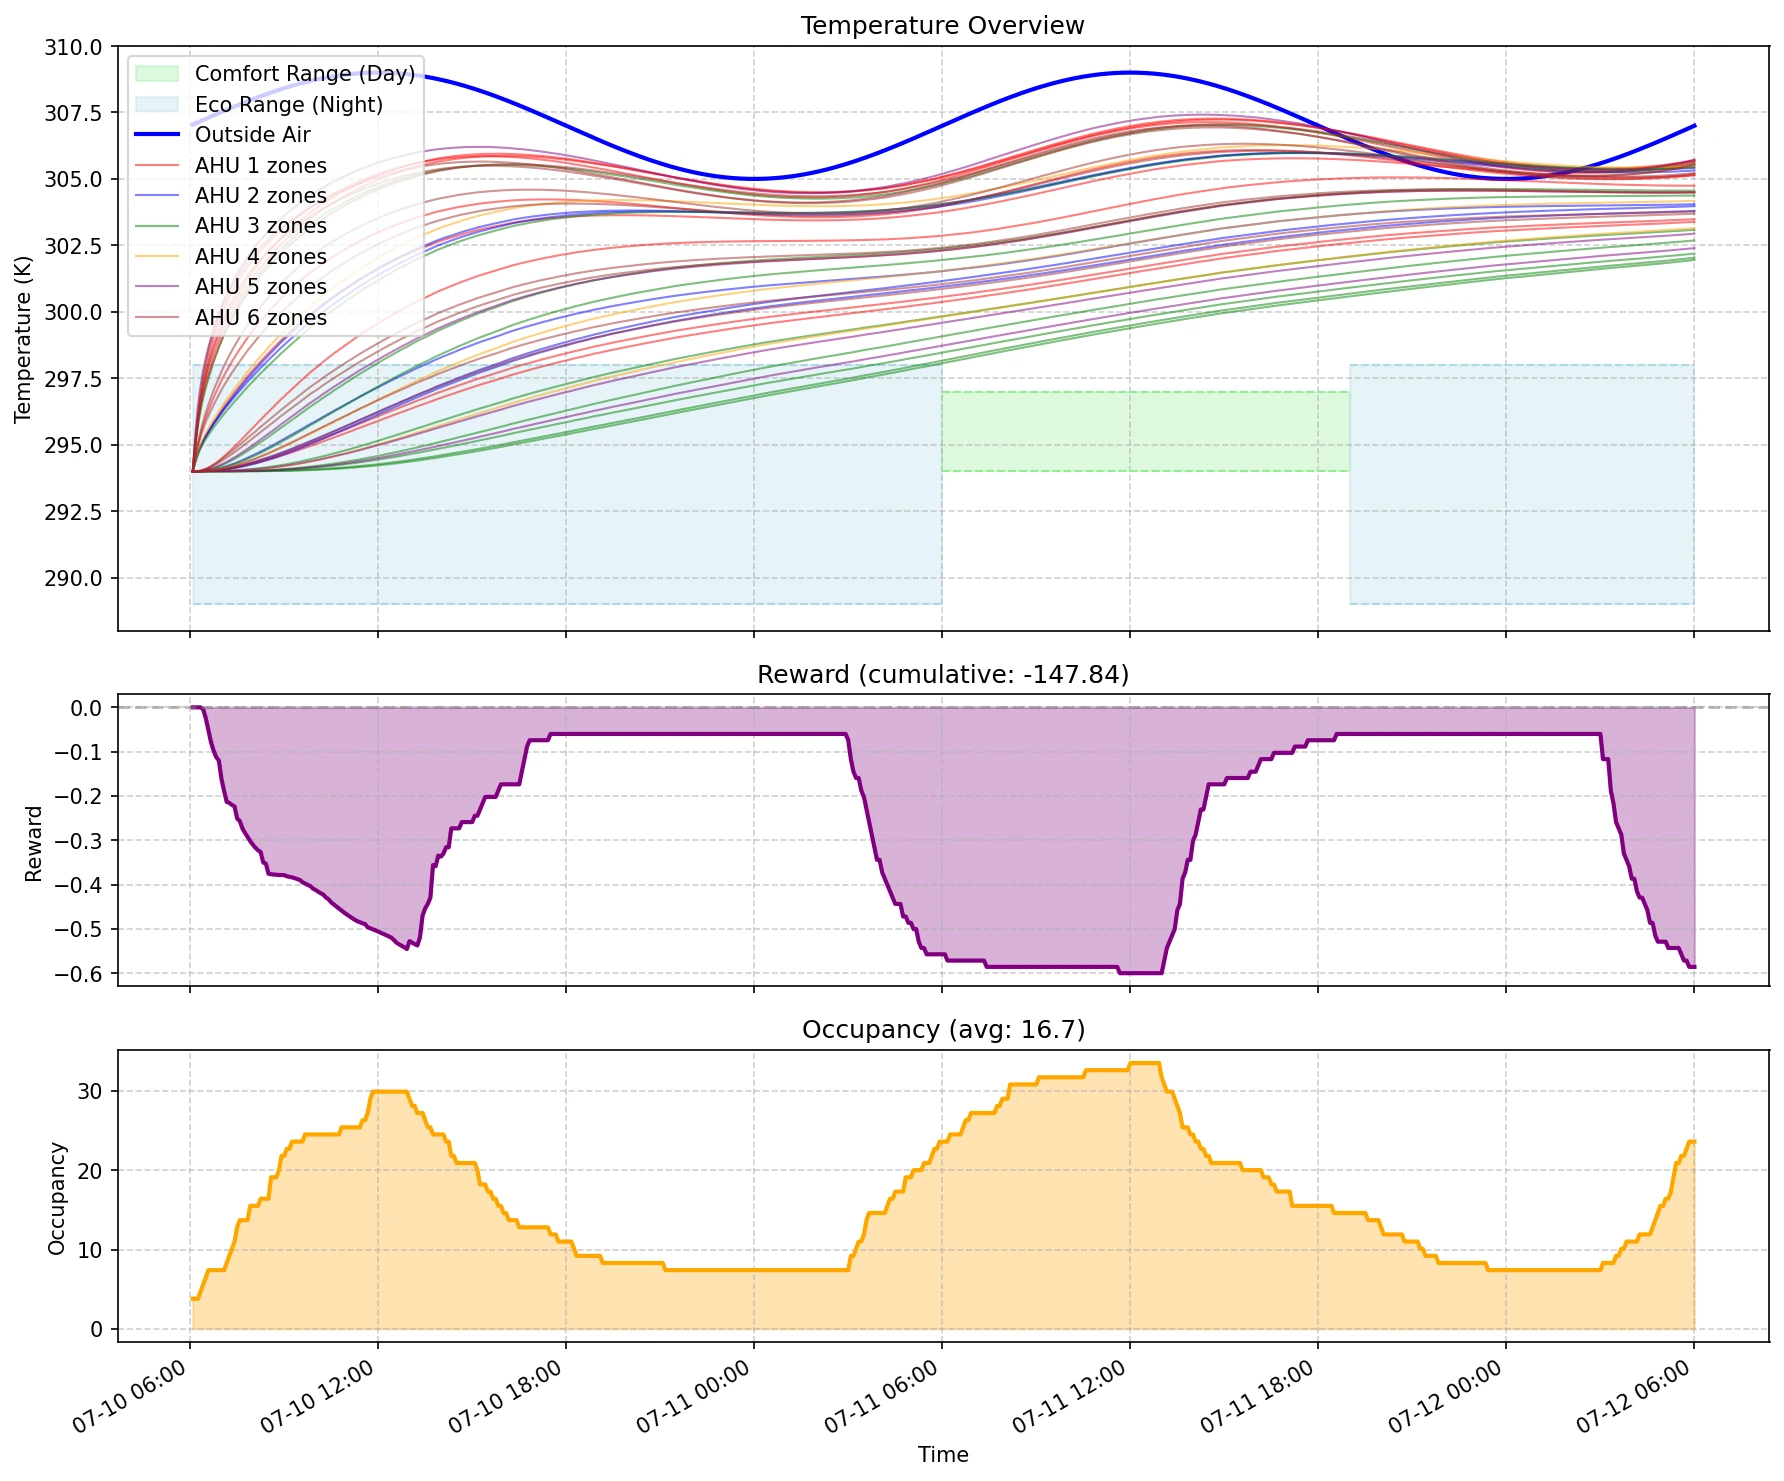 Temperature Overview
310.0
307.5
305.0
302.5
300.0
297.5
295.0
292.5
290.0
Temperature (K)
Comfort Range (Day)
Eco Range (Night)
Outside Air
AHU 1 zones
AHU 2 zones
AHU 3 zones
AHU 4 zones
AHU 5 zones
AHU 6 zones
Reward (cumulative: -147.84)
0.0
−0.1
−0.2
−0.3
−0.4
−0.5
−0.6
Reward
Occupancy (avg: 16.7)
30
20
10
0
Occupancy
07-10 06:00
07-10 12:00
07-10 18:00
07-11 00:00
07-11 06:00
07-11 12:00
07-11 18:00
07-12 00:00
07-12 06:00
Time